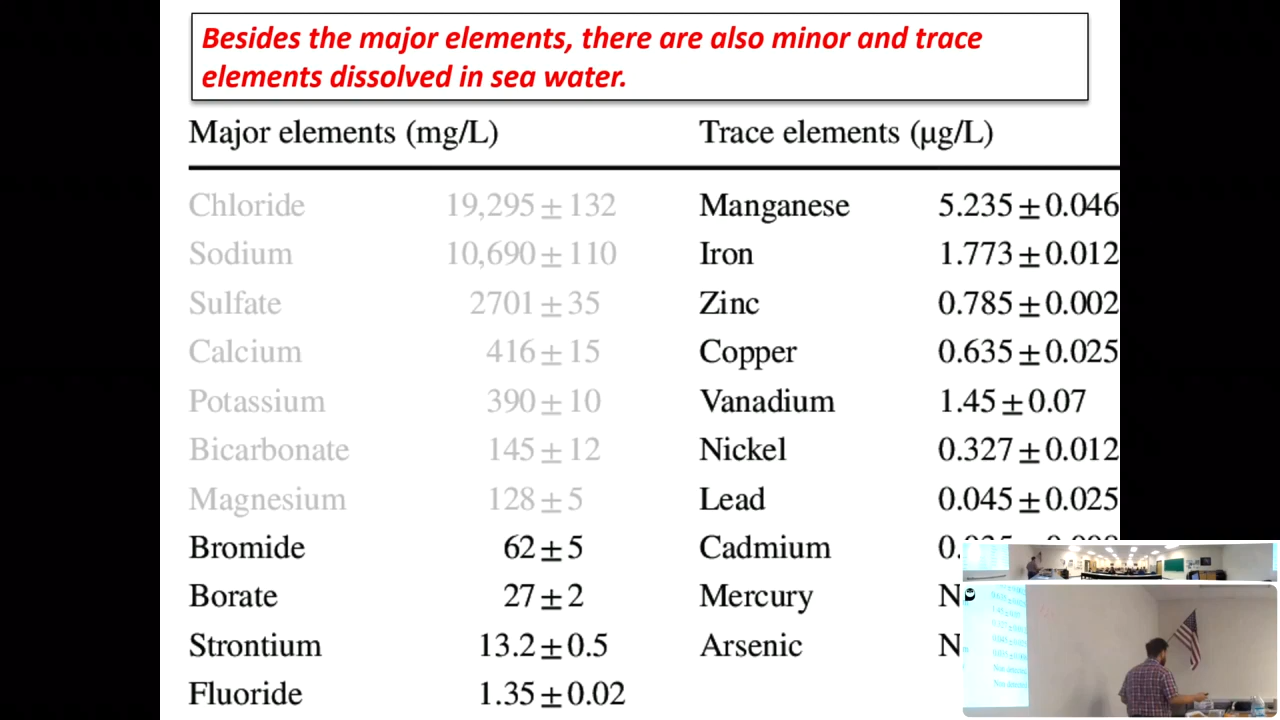 Besides the major elements, there are also minor and trace
elements dissolved in sea water.
Major elements (mg/L) Trace elements (μg/L)
Chloride 19,295 ± 132 Manganese 5.235 ± 0.046
Sodium 10,690 ± 110 Iron 1.773 ± 0.012
Sulfate 2701 ± 35 Zinc 0.785 ± 0.002
Calcium 416 ± 15 Copper 0.635 ± 0.025
Potassium 390 ± 10 Vanadium 1.45 ± 0.07
Bicarbonate 145 ± 12 Nickel 0.327 ± 0.012
Magnesium 128 ± 5 Lead 0.045 ± 0.025
Bromide 62 ± 5 Cadmium
Borate 27 ± 2 Mercury
Strontium 13.2 ± 0.5 Arsenic
Fluoride 1.35 ± 0.02